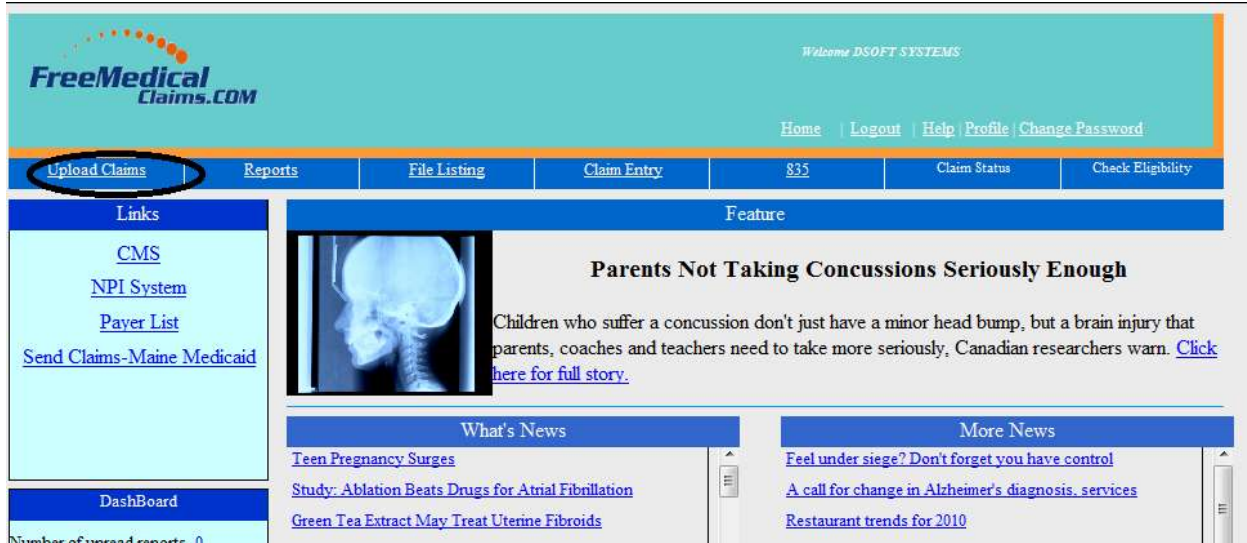 FreeMedical
Claims.COM
Welcome DSOFT SYSTEMS
Home | Logout | Help | Profile | Change Password
Upload Claims Reports File Listing Claim Entry 835 Claim Status Check Eligibility
Links
CMS
NPI System
Payer List
Send Claims-Maine Medicaid
DashBoard
Number of unread reports 0
Feature
Parents Not Taking Concussions Seriously Enough
Children who suffer a concussion don't just have a minor head bump, but a brain injury that
parents, coaches and teachers need to take more seriously, Canadian researchers warn. Click
here for full story.
What's News
Teen Pregnancy Surges
Study: Ablation Beats Drugs for Atrial Fibrillation
Green Tea Extract May Treat Uterine Fibroids
More News
Feel under siege? Don't forget you have control
A call for change in Alzheimer's diagnosis, services
Restaurant trends for 2010